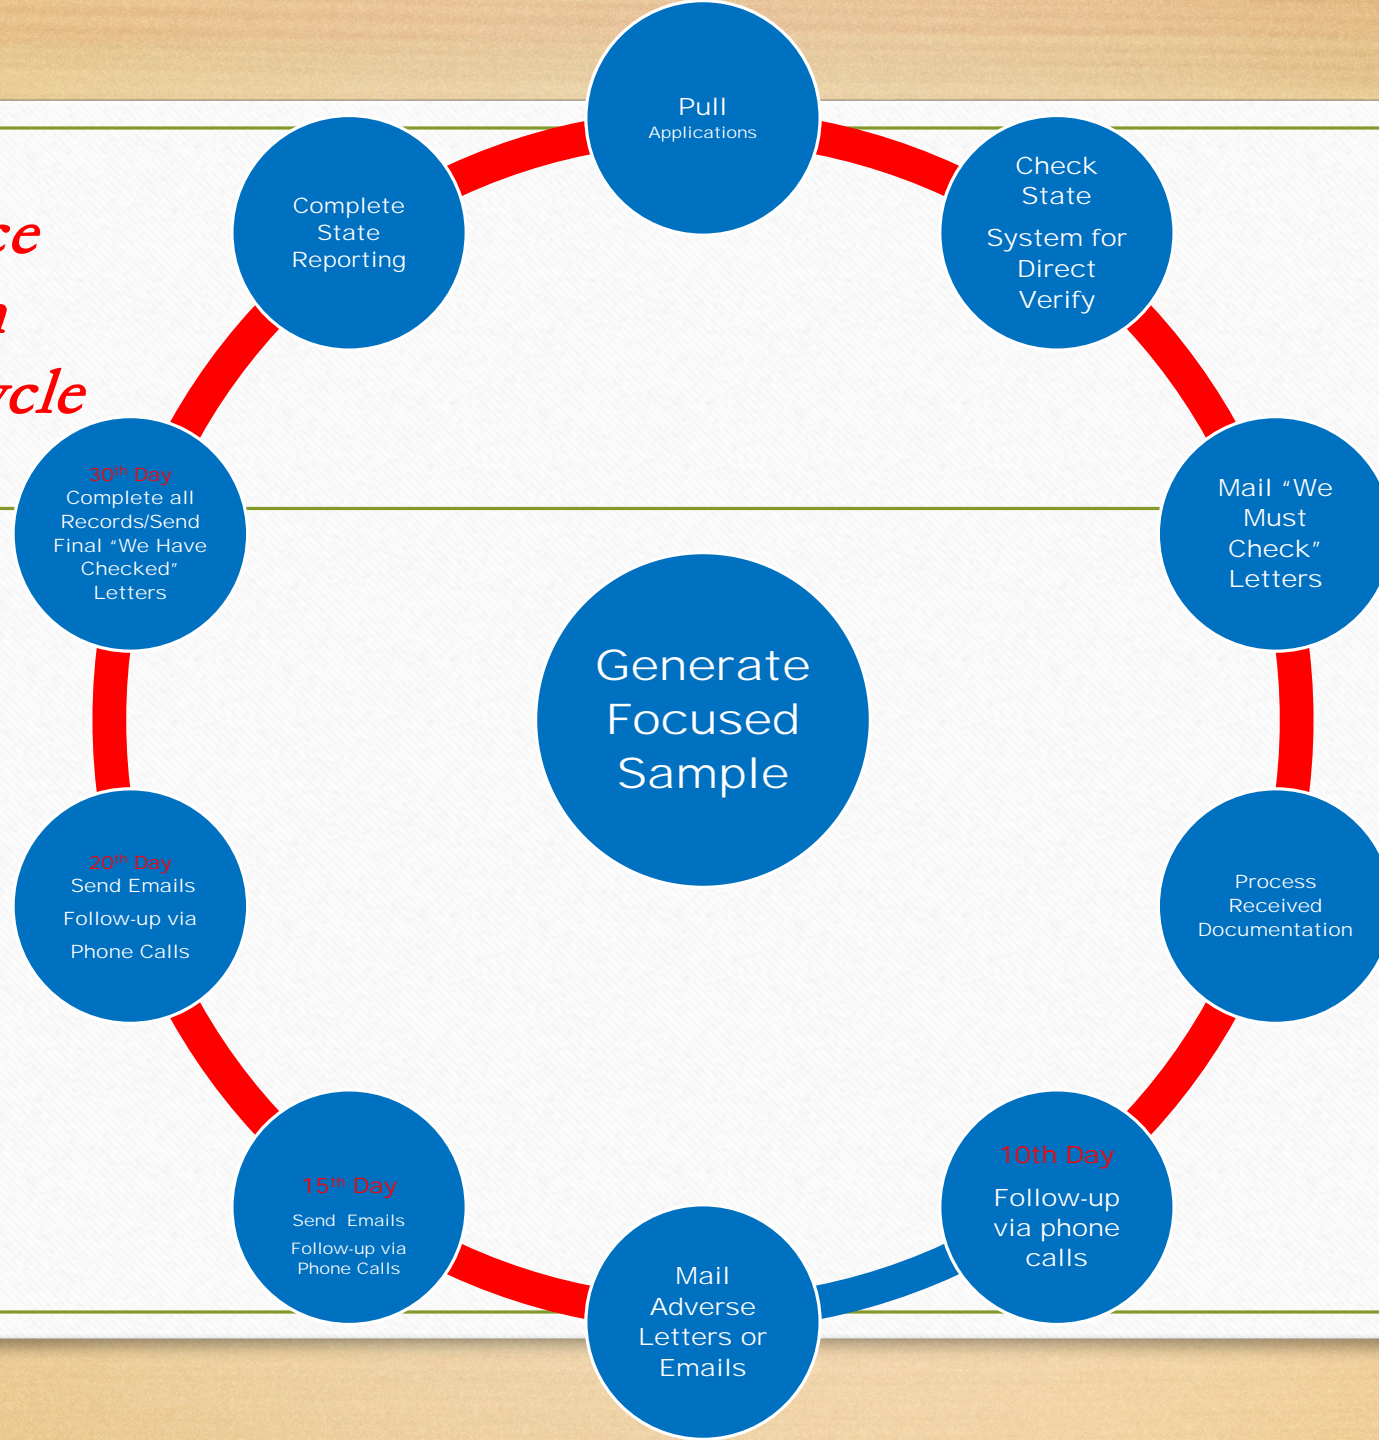 Pull
Applications
Check
State
System for
Direct
Verify
Mail “We
Must
Check”
Letters
Process
Received
Documentation
10th Day
Follow-up
via phone
calls
Mail
Adverse
Letters or
Emails
15th Day
Send Emails
Follow-up via
Phone Calls
20th Day
Send Emails
Follow-up via
Phone Calls
30th Day
Complete all
Records/Send
Final “We Have
Checked”
Letters
Complete
State
Reporting
Generate
Focused
Sample